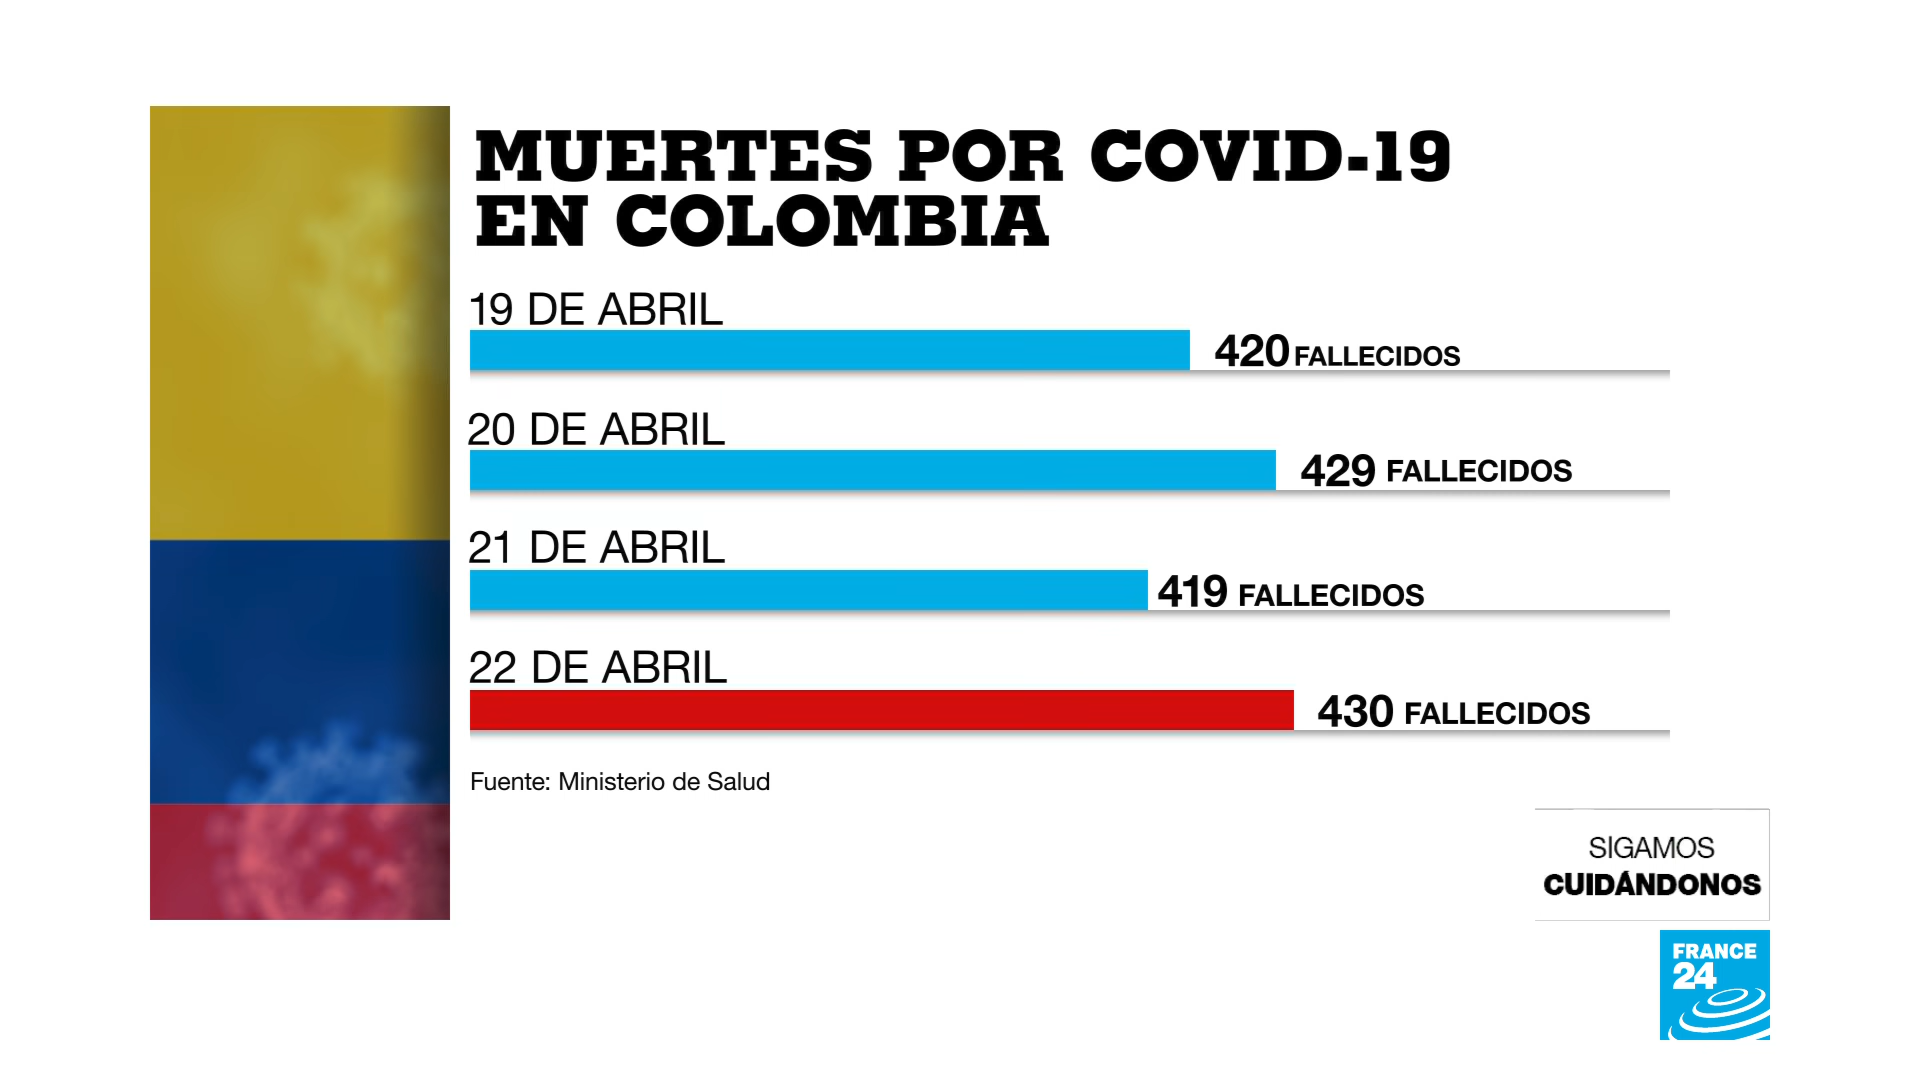 MUERTES POR COVID-19
EN COLOMBIA
19 DE ABRIL
420 FALLECIDOS
20 DE ABRIL
429 FALLECIDOS
21 DE ABRIL
419 FALLECIDOS
22 DE ABRIL
430 FALLECIDOS
Fuente: Ministerio de Salud
SIGAMOS
CUIDÁNDONOS
FRANCE
24